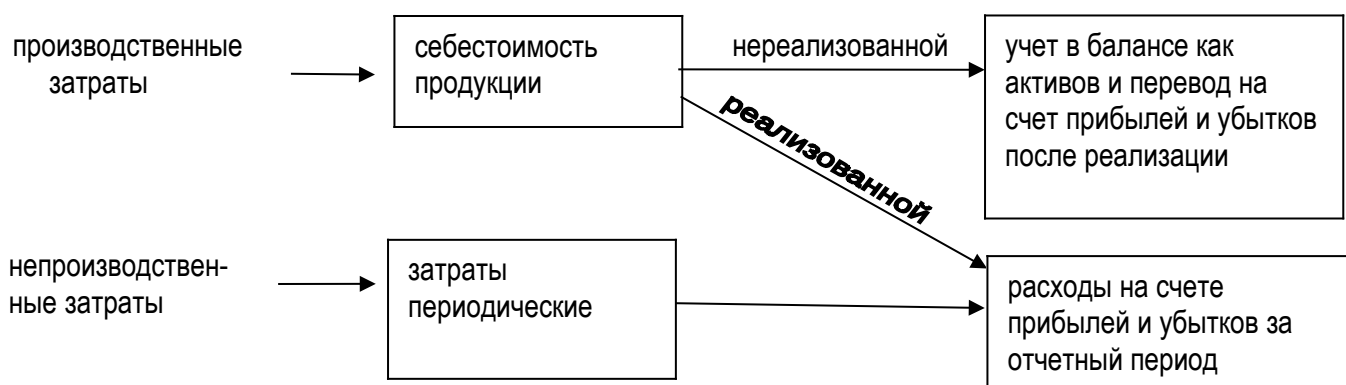 производственные
затраты
себестоимость
продукции
нереализованной
реализованной
учет в балансе как
активов и перевод на
счет прибылей и убытков
после реализации
непроизводствен-
ные затраты
затраты
периодические
расходы на счете
прибылей и убытков за
отчетный период